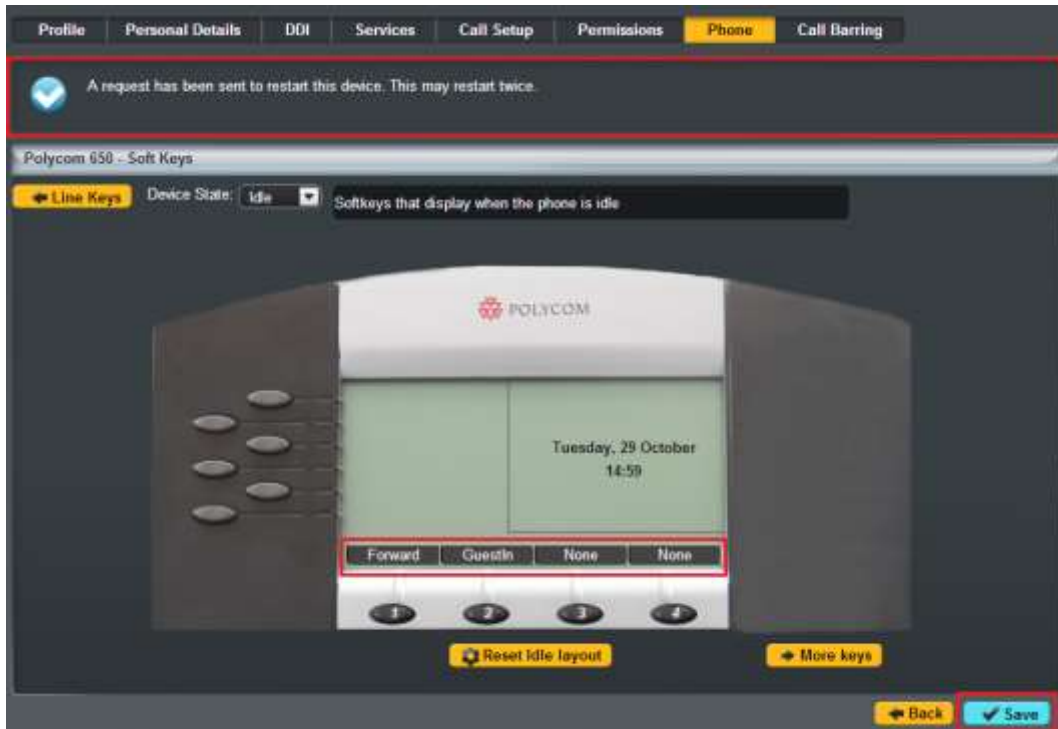 Profile Personal Details DDI Services Call Setup Permissions Phone Call Barring
A request has been sent to restart this device. This may restart twice.
Polycom 650 - Soft Keys
Line Keys Device State: Idle Softkeys that display when the phone is idle
POLYCOM
Tuesday, 29 October
14:59
Forward GuestIn None None
1 2 3 4
Reset Idle layout More keys
Back Save